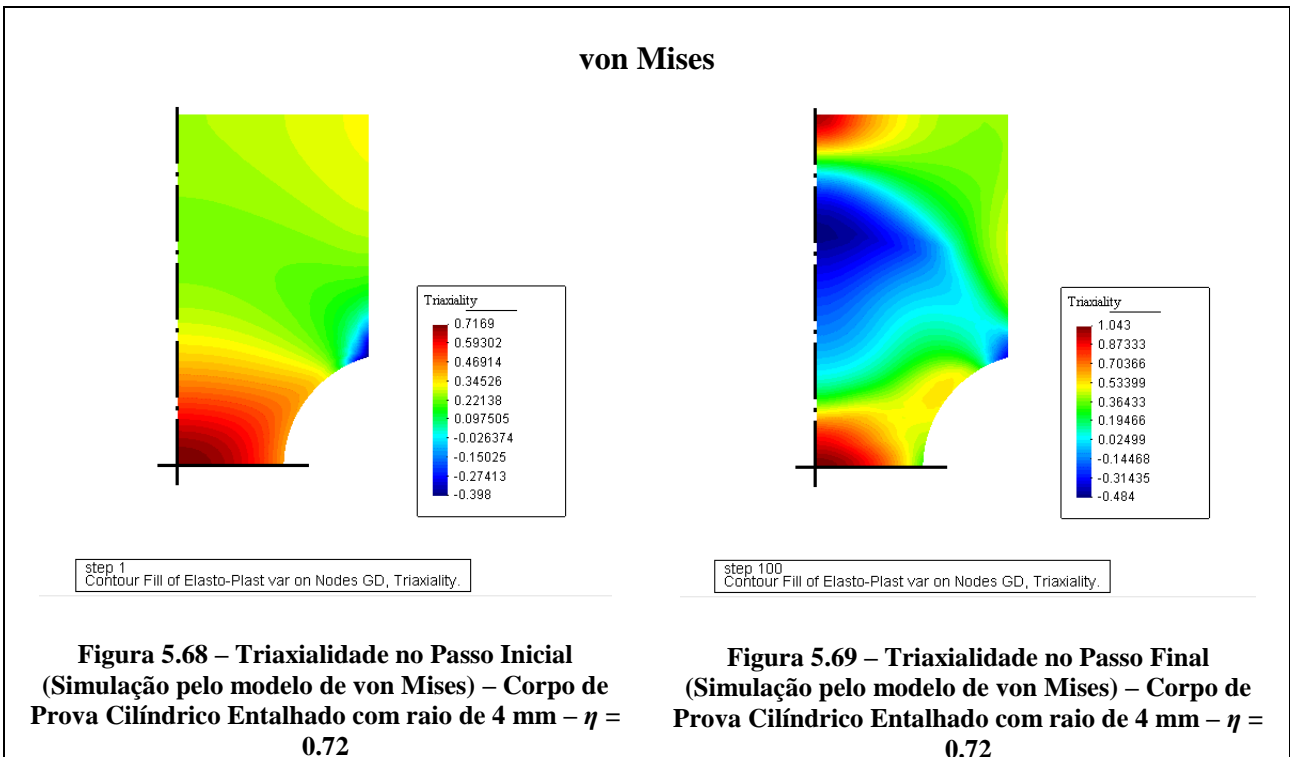 von Mises
Triaxiality
0.7169
0.59302
0.46914
0.34526
0.22138
0.097505
-0.026374
-0.15025
-0.27413
-0.398
step 1
Contour Fill of Elasto-Plast var on Nodes GD, Triaxiality.
Figura 5.68 – Triaxialidade no Passo Inicial
(Simulação pelo modelo de von Mises) – Corpo de
Prova Cilíndrico Entalhado com raio de 4 mm – η =
0.72
Triaxiality
1.043
0.87333
0.70366
0.53399
0.36433
0.19466
0.02499
-0.14468
-0.31435
-0.484
step 100
Contour Fill of Elasto-Plast var on Nodes GD, Triaxiality.
Figura 5.69 – Triaxialidade no Passo Final
(Simulação pelo modelo de von Mises) – Corpo de
Prova Cilíndrico Entalhado com raio de 4 mm – η =
0.72